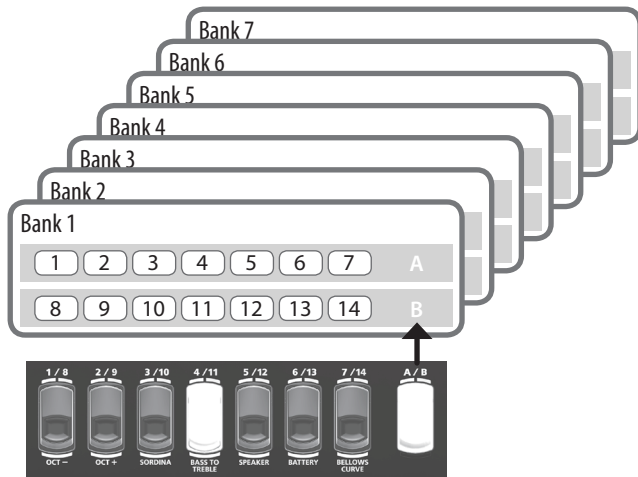 Bank 7
Bank 6
Bank 5
Bank 4
Bank 3
Bank 2
Bank 1
1 2 3 4 5 6 7 A
8 9 10 11 12 13 14 B
1 / 8 2 / 9 3 /10 4 /11 5 /12 6 /13 7 /14 A / B
OCT – OCT + SORDINA BASS TO TREBLE SPEAKER BATTERY BELLOWS CURVE